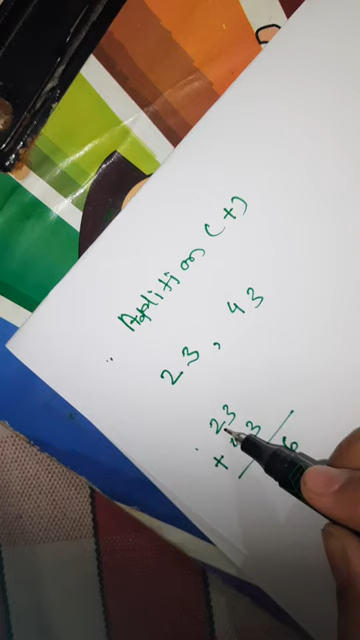 Addition (+)
23, 43
23
+ 43
6